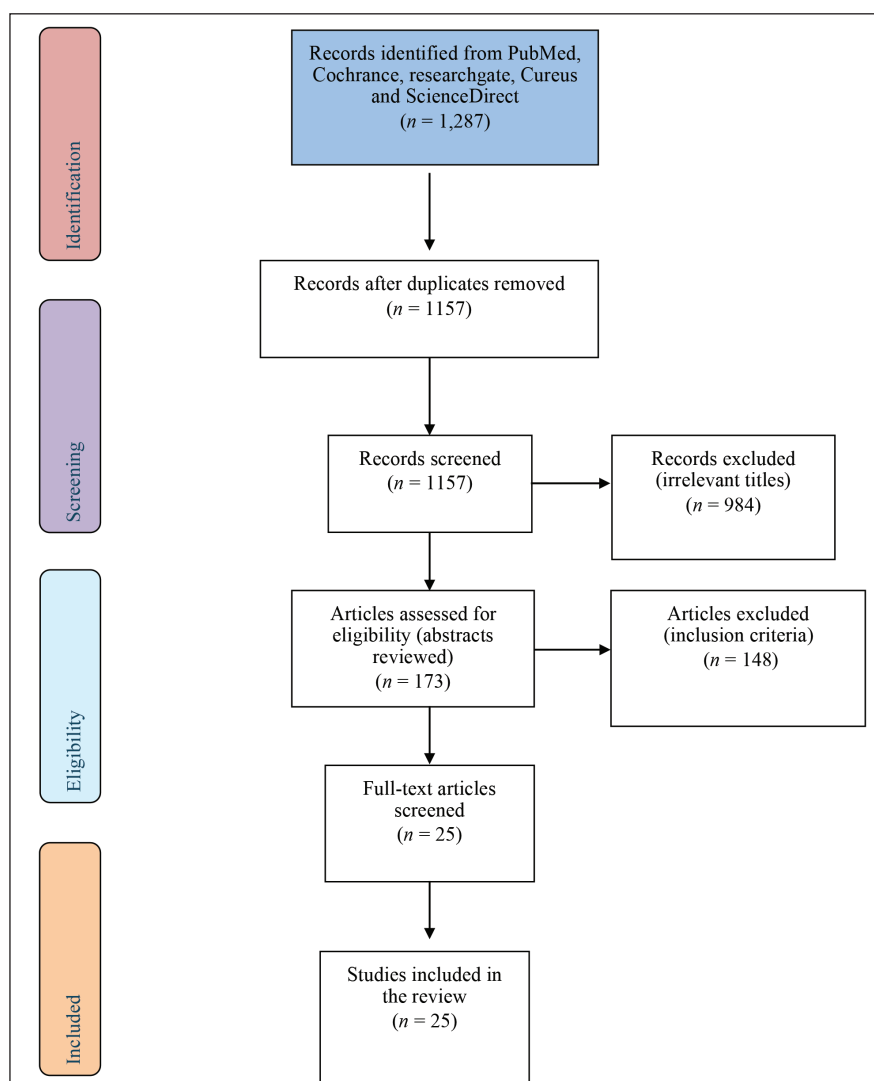 Identification
Records identified from PubMed,
Cochrance, researchgate, Cureus
and ScienceDirect
(n = 1,287)
Records after duplicates removed
(n = 1157)
Screening
Records screened
(n = 1157)
Records excluded
(irrelevant titles)
(n = 984)
Eligibility
Articles assessed for
eligibility (abstracts
reviewed)
(n = 173)
Articles excluded
(inclusion criteria)
(n = 148)
Full-text articles
screened
(n = 25)
Included
Studies included in
the review
(n = 25)